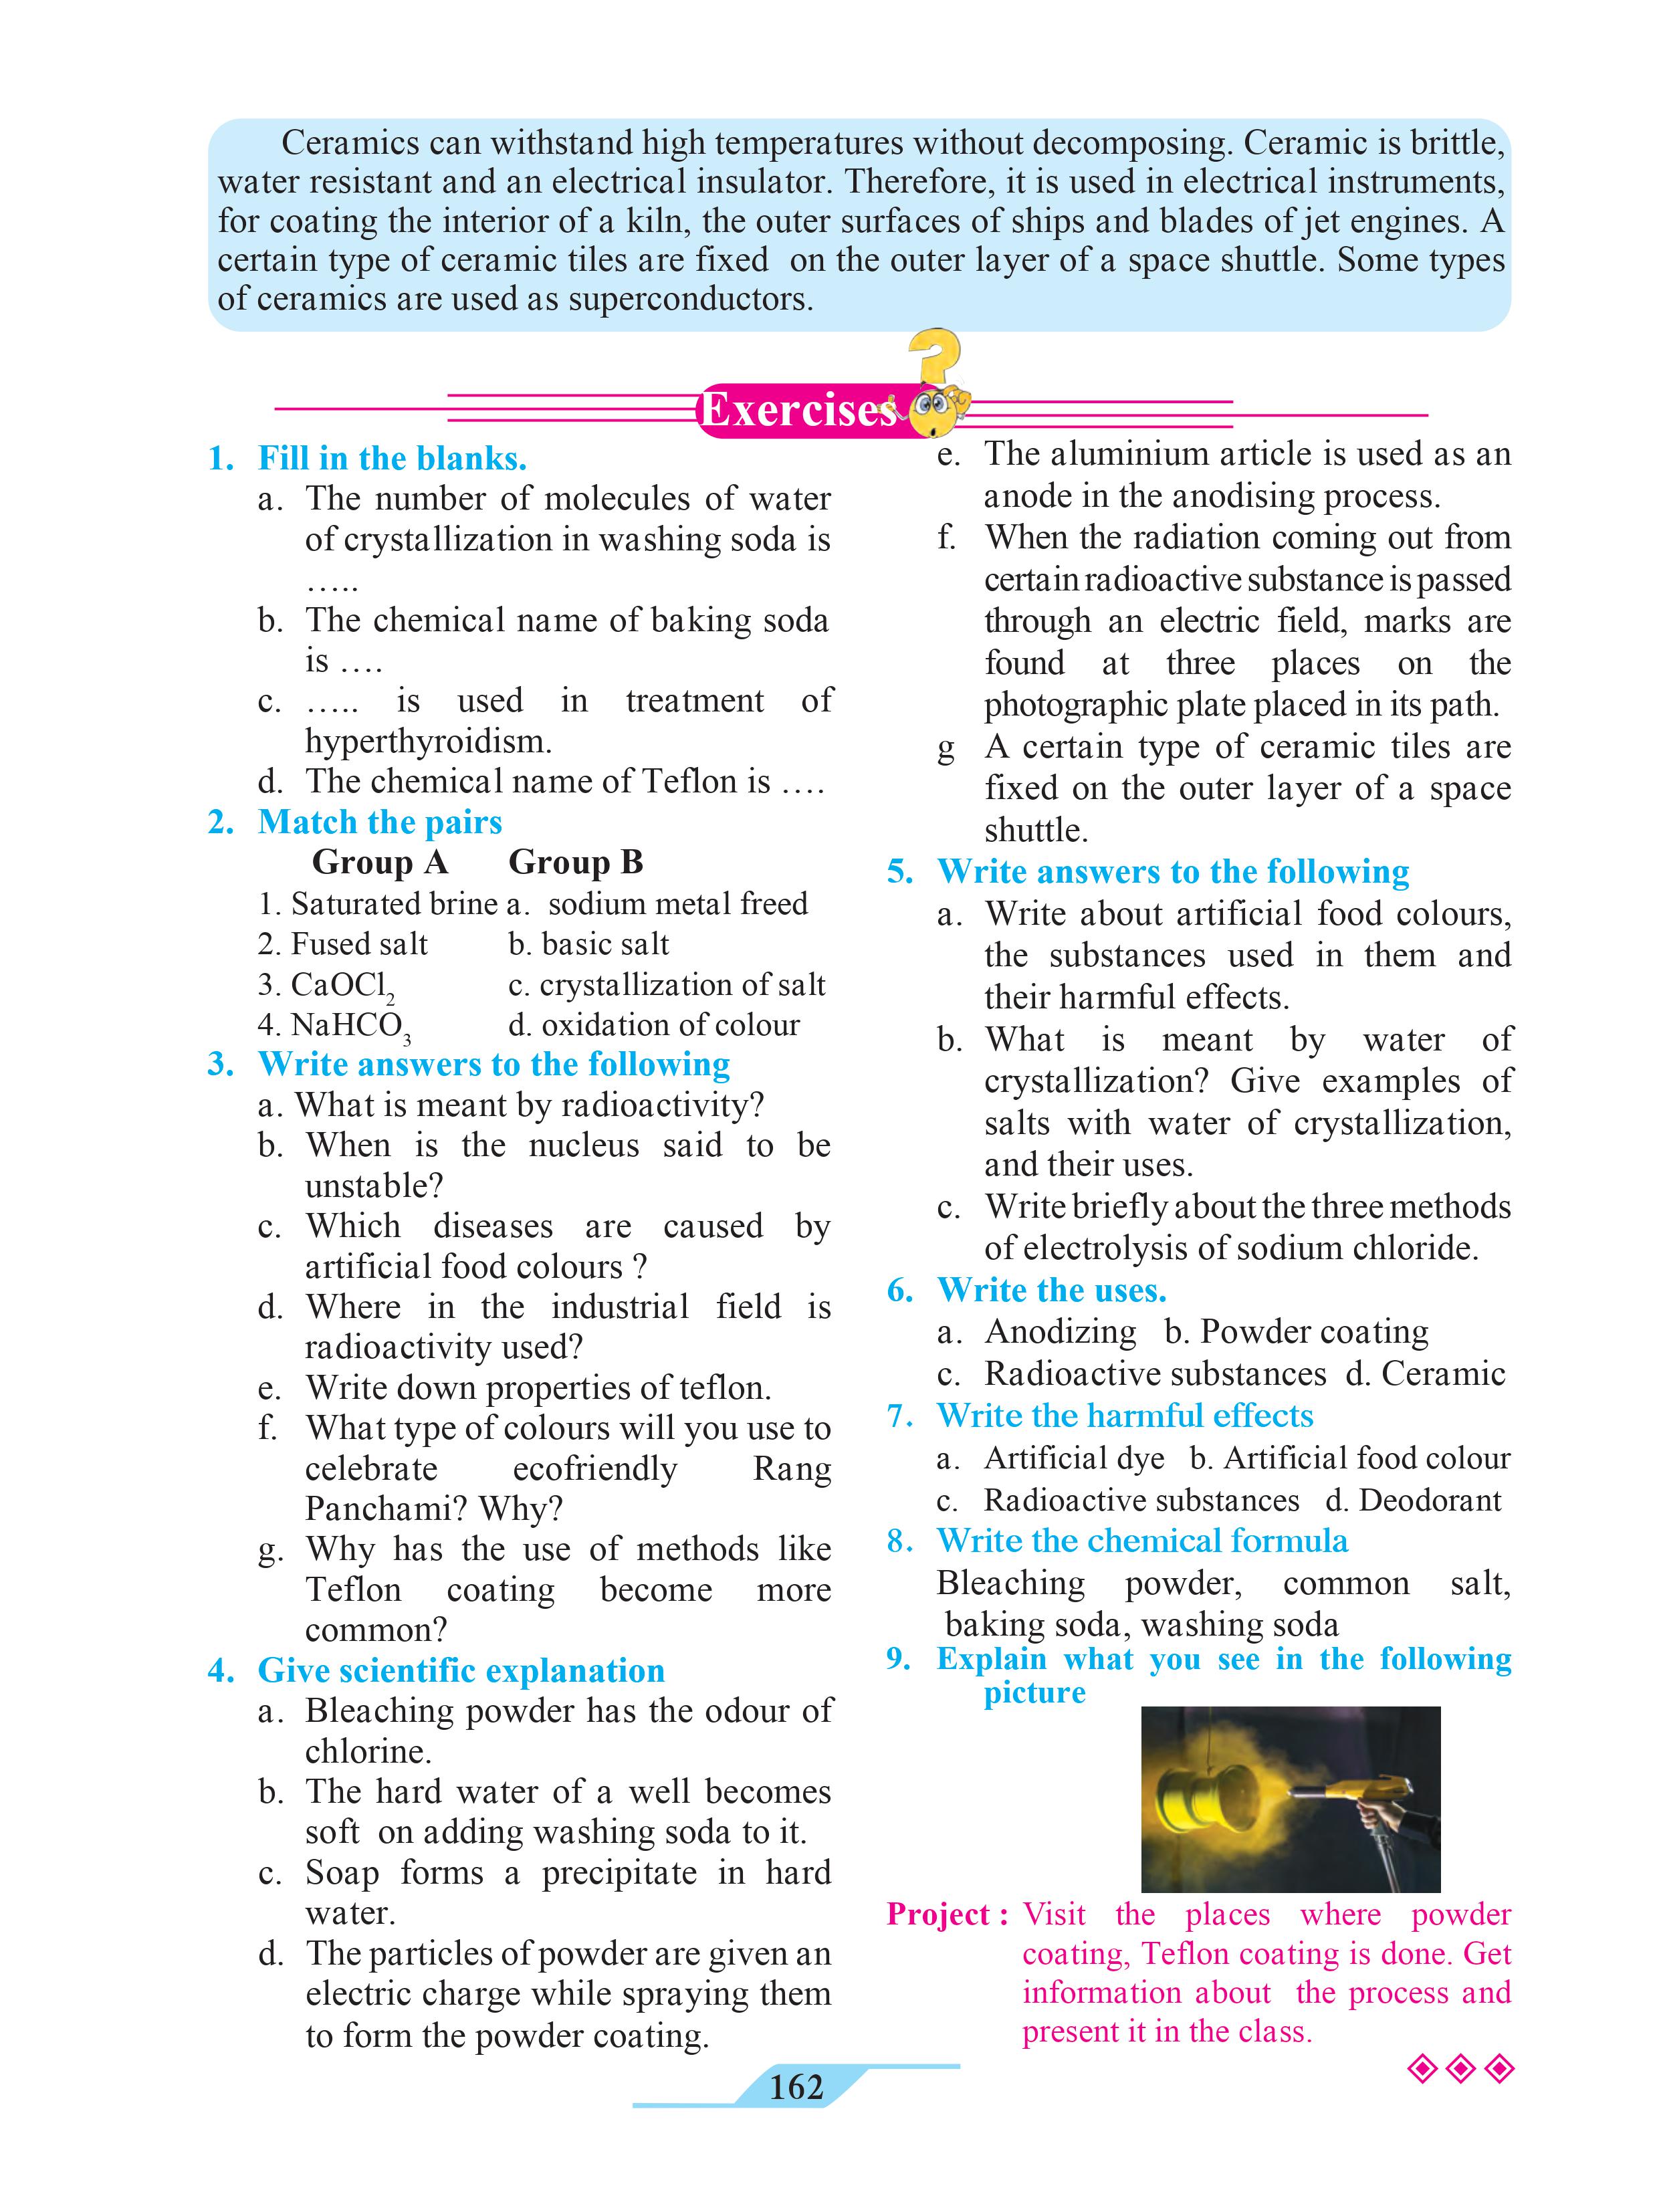 Ceramics can withstand high temperatures without decomposing. Ceramic is brittle,
water resistant and an electrical insulator. Therefore, it is used in electrical instruments,
for coating the interior of a kiln, the outer surfaces of ships and blades of jet engines. A
certain type of ceramic tiles are fixed on the outer layer of a space shuttle. Some types
of ceramics are used as superconductors.
Exercises
1. Fill in the blanks.
a. The number of molecules of water
of crystallization in washing soda is
…..
b. The chemical name of baking soda
is ….
c. ….. is used in treatment of
hyperthyroidism.
d. The chemical name of Teflon is ….
2. Match the pairs
Group A Group B
1. Saturated brine a. sodium metal freed
2. Fused salt b. basic salt
3. CaOCl₂ c. crystallization of salt
4. NaHCO₃ d. oxidation of colour
3. Write answers to the following
a. What is meant by radioactivity?
b. When is the nucleus said to be
unstable?
c. Which diseases are caused by
artificial food colours ?
d. Where in the industrial field is
radioactivity used?
e. Write down properties of teflon.
f. What type of colours will you use to
celebrate ecofriendly Rang
Panchami? Why?
g. Why has the use of methods like
Teflon coating become more
common?
4. Give scientific explanation
a. Bleaching powder has the odour of
chlorine.
b. The hard water of a well becomes
soft on adding washing soda to it.
c. Soap forms a precipitate in hard
water.
d. The particles of powder are given an
electric charge while spraying them
to form the powder coating.
e. The aluminium article is used as an
anode in the anodising process.
f. When the radiation coming out from
certain radioactive substance is passed
through an electric field, marks are
found at three places on the
photographic plate placed in its path.
g A certain type of ceramic tiles are
fixed on the outer layer of a space
shuttle.
5. Write answers to the following
a. Write about artificial food colours,
the substances used in them and
their harmful effects.
b. What is meant by water of
crystallization? Give examples of
salts with water of crystallization,
and their uses.
c. Write briefly about the three methods
of electrolysis of sodium chloride.
6. Write the uses.
a. Anodizing b. Powder coating
c. Radioactive substances d. Ceramic
7. Write the harmful effects
a. Artificial dye b. Artificial food colour
c. Radioactive substances d. Deodorant
8. Write the chemical formula
Bleaching powder, common salt,
baking soda, washing soda
9. Explain what you see in the following
picture
Project : Visit the places where powder
coating, Teflon coating is done. Get
information about the process and
present it in the class.
162